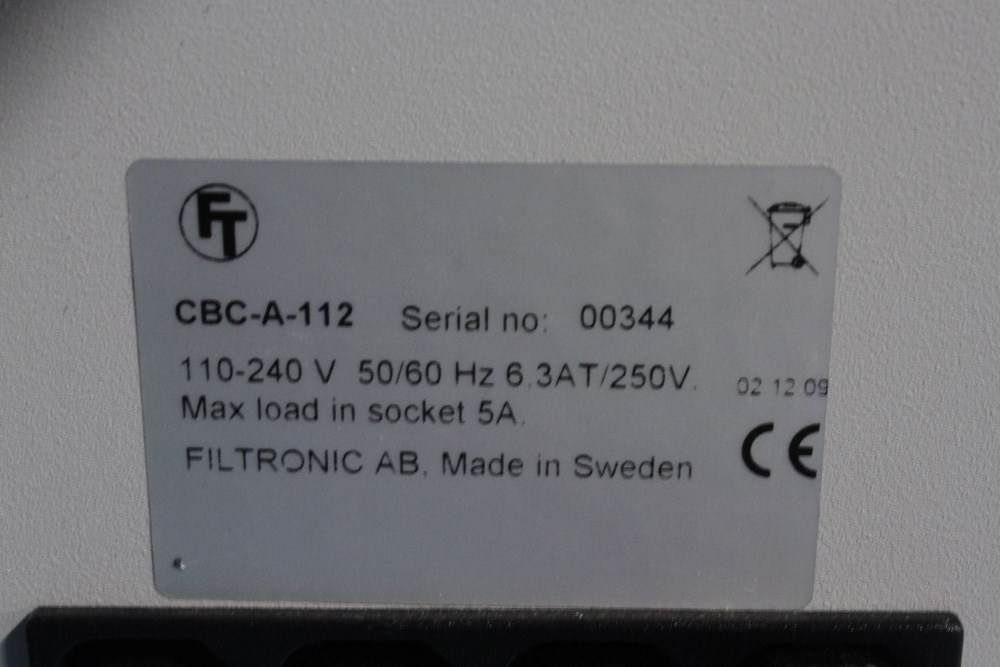 FT
CBC-A-112 Serial no: 00344
110-240 V 50/60 Hz 6.3AT/250V.
02 12 09
Max load in socket 5A.
FILTRONIC AB, Made in Sweden
CE